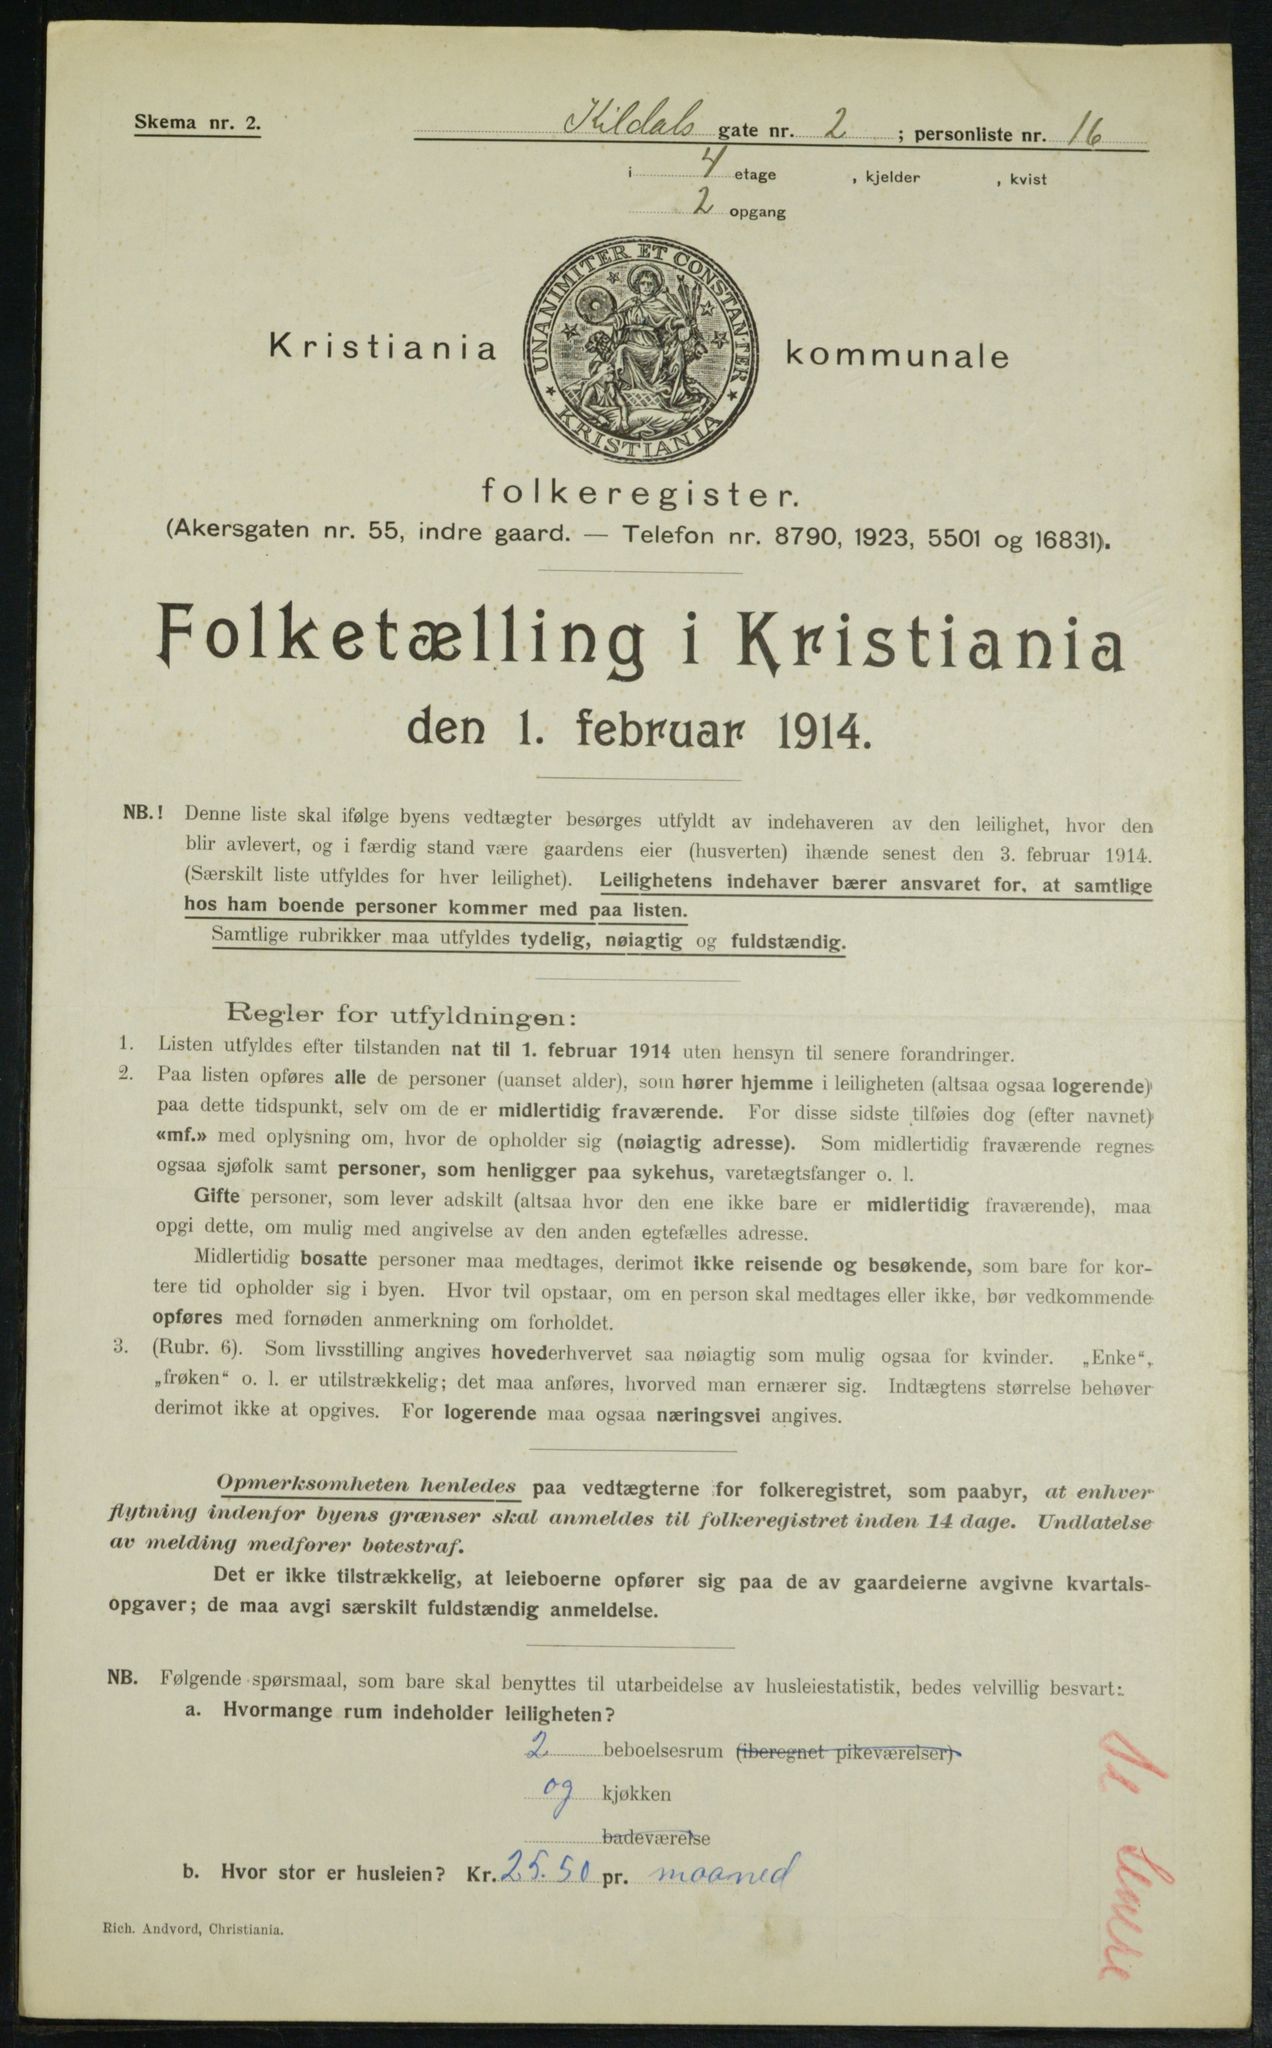 Skema nr. 2.
Kildals gate nr. 2 ; personliste nr. 16
i 4 etage , kjelder , kvist
2 opgang
UNANIMITER ET CONSTANTER
KRISTIANIA
Kristiania kommunale
folkeregister.
(Akersgaten nr. 55, indre gaard. — Telefon nr. 8790, 1923, 5501 og 16831).
Folketælling i Kristiania
den 1. februar 1914.
NB.! Denne liste skal ifølge byens vedtægter besørges utfyldt av indehaveren av den leilighet, hvor den
blir avlevert, og i færdig stand være gaardens eier (husverten) ihænde senest den 3. februar 1914.
(Særskilt liste utfyldes for hver leilighet). Leilighetens indehaver bærer ansvaret for, at samtlige
hos ham boende personer kommer med paa listen.
Samtlige rubrikker maa utfyldes tydelig, nøiagtig og fuldstændig.
Regler for utfyldningen:
1. Listen utfyldes efter tilstanden nat til 1. februar 1914 uten hensyn til senere forandringer.
2. Paa listen opføres alle de personer (uanset alder), som hører hjemme i leiligheten (altsaa ogsaa logerende)
paa dette tidspunkt, selv om de er midlertidig fraværende. For disse sidste tilføies dog (efter navnet)
«mf.» med oplysning om, hvor de opholder sig (nøiagtig adresse). Som midlertidig fraværende regnes
ogsaa sjøfolk samt personer, som henligger paa sykehus, varetægtsfanger o. l.
Gifte personer, som lever adskilt (altsaa hvor den ene ikke bare er midlertidig fraværende), maa
opgi dette, om mulig med angivelse av den anden egtefælles adresse.
Midlertidig bosatte personer maa medtages, derimot ikke reisende og besøkende, som bare for kor-
tere tid opholder sig i byen. Hvor tvil opstaar, om en person skal medtages eller ikke, bør vedkommende
opføres med fornøden anmerkning om forholdet.
3. (Rubr. 6). Som livsstilling angives hovederhvervet saa nøiagtig som mulig ogsaa for kvinder. „Enke“,
„frøken“ o. l. er utilstrækkelig; det maa anføres, hvorved man ernærer sig. Indtægtens størrelse behøver
derimot ikke at opgives. For logerende maa ogsaa næringsvei angives.
Opmerksomheten henledes paa vedtægterne for folkeregistret, som paabyr, at enhver
flytning indenfor byens grænser skal anmeldes til folkeregistret inden 14 dage. Undlatelse
av melding medfører bøtestraf.
Det er ikke tilstrækkelig, at leieboerne opfører sig paa de av gaardeierne avgivne kvartals-
opgaver; de maa avgi særskilt fuldstændig anmeldelse.
NB. Følgende spørsmaal, som bare skal benyttes til utarbeidelse av husleiestatistik, bedes velvillig besvart:
a. Hvormange rum indeholder leiligheten?
2 beboelsesrum (iberegnet pikeværelser)
og kjøkken
badeværelse
b. Hvor stor er husleien? Kr. 25.50 pr. maaned
Rich. Andvord, Christiania.